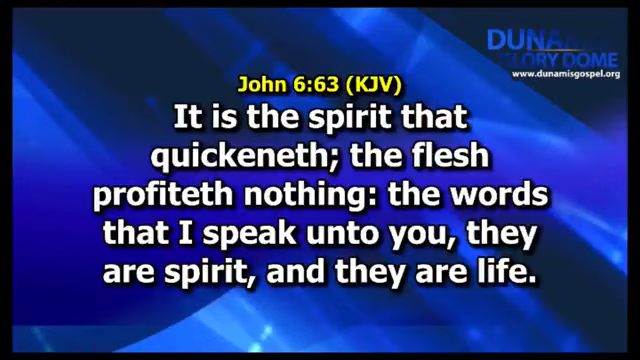 DUNAMIS
GLORY DOME
www.dunamisgospel.org
John 6:63 (KJV)
It is the spirit that
quickeneth; the flesh
profiteth nothing: the words
that I speak unto you, they
are spirit, and they are life.